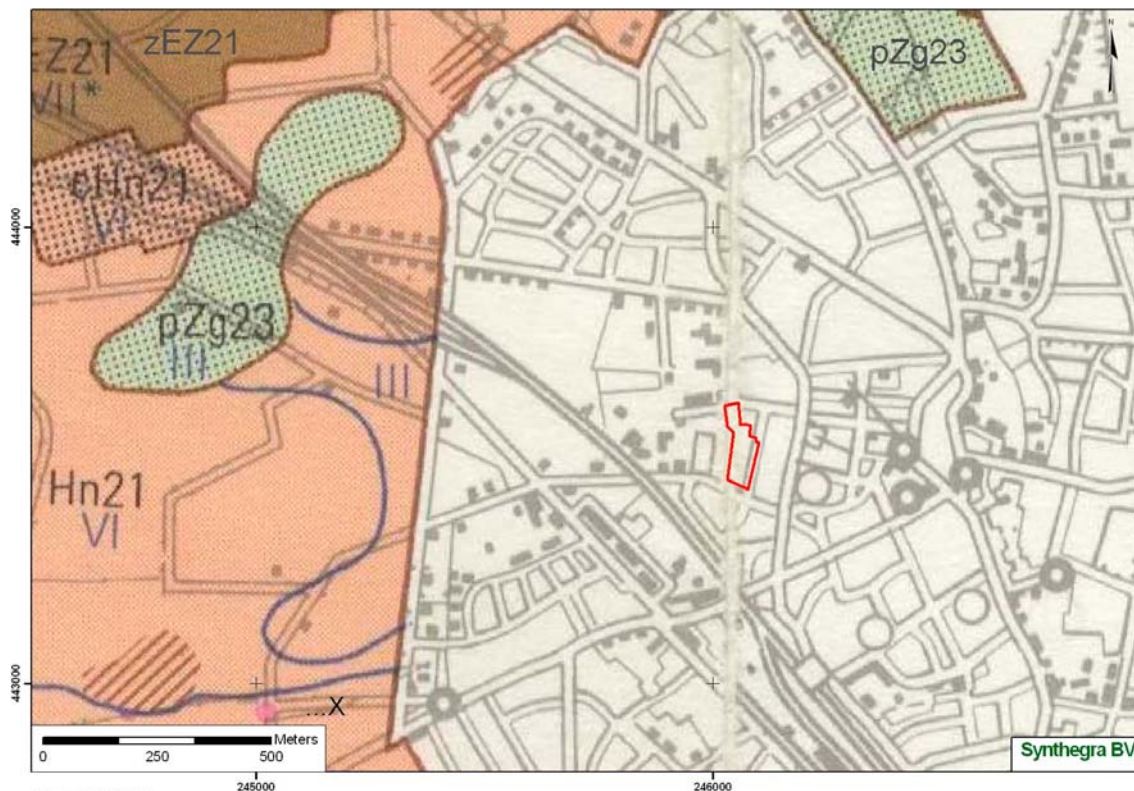 zEZ21
EZ21
VII*
pZg23
N
cHn21
VI
444000
pZg23
III
III
Hn21
VI
443000
...X
Meters
0 250 500
Synthegra BV
245000 246000